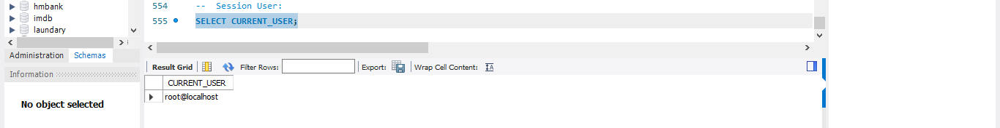 hmbank
imdb
laundary
Administration Schemas
Information
No object selected
554 -- Session User:
555 SELECT CURRENT_USER;
Result Grid Filter Rows: Export: Wrap Cell Content:
CURRENT_USER
root@localhost